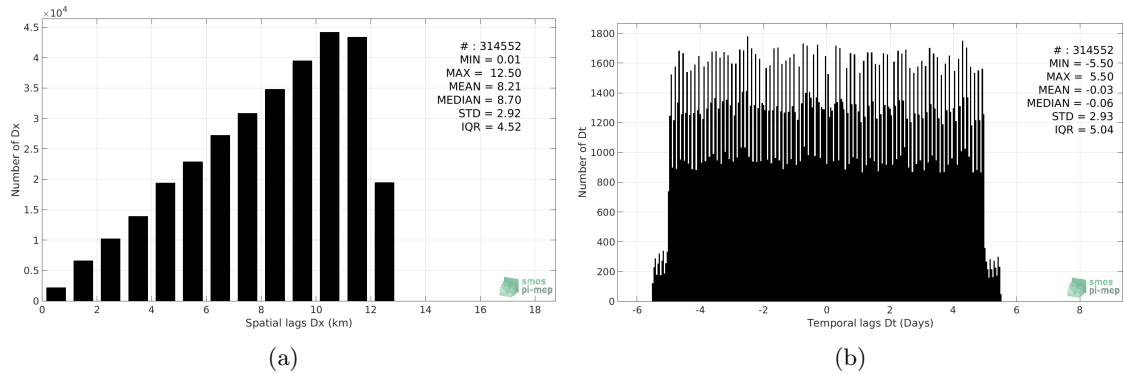 ×10⁴
4.5
4
3.5
3
2.5
2
1.5
1
0.5
0
Number of Dx
# : 314552
MIN = 0.01
MAX = 12.50
MEAN = 8.21
MEDIAN = 8.70
STD = 2.92
IQR = 4.52
smos
pi-mep
0 2 4 6 8 10 12 14 16 18
Spatial lags Dx (km)
(a)
1800
1600
1400
1200
1000
800
600
400
200
0
Number of Dt
# : 314552
MIN = -5.50
MAX = 5.50
MEAN = -0.03
MEDIAN = -0.06
STD = 2.93
IQR = 5.04
smos
pi-mep
-6 -4 -2 0 2 4 6 8
Temporal lags Dt (Days)
(b)